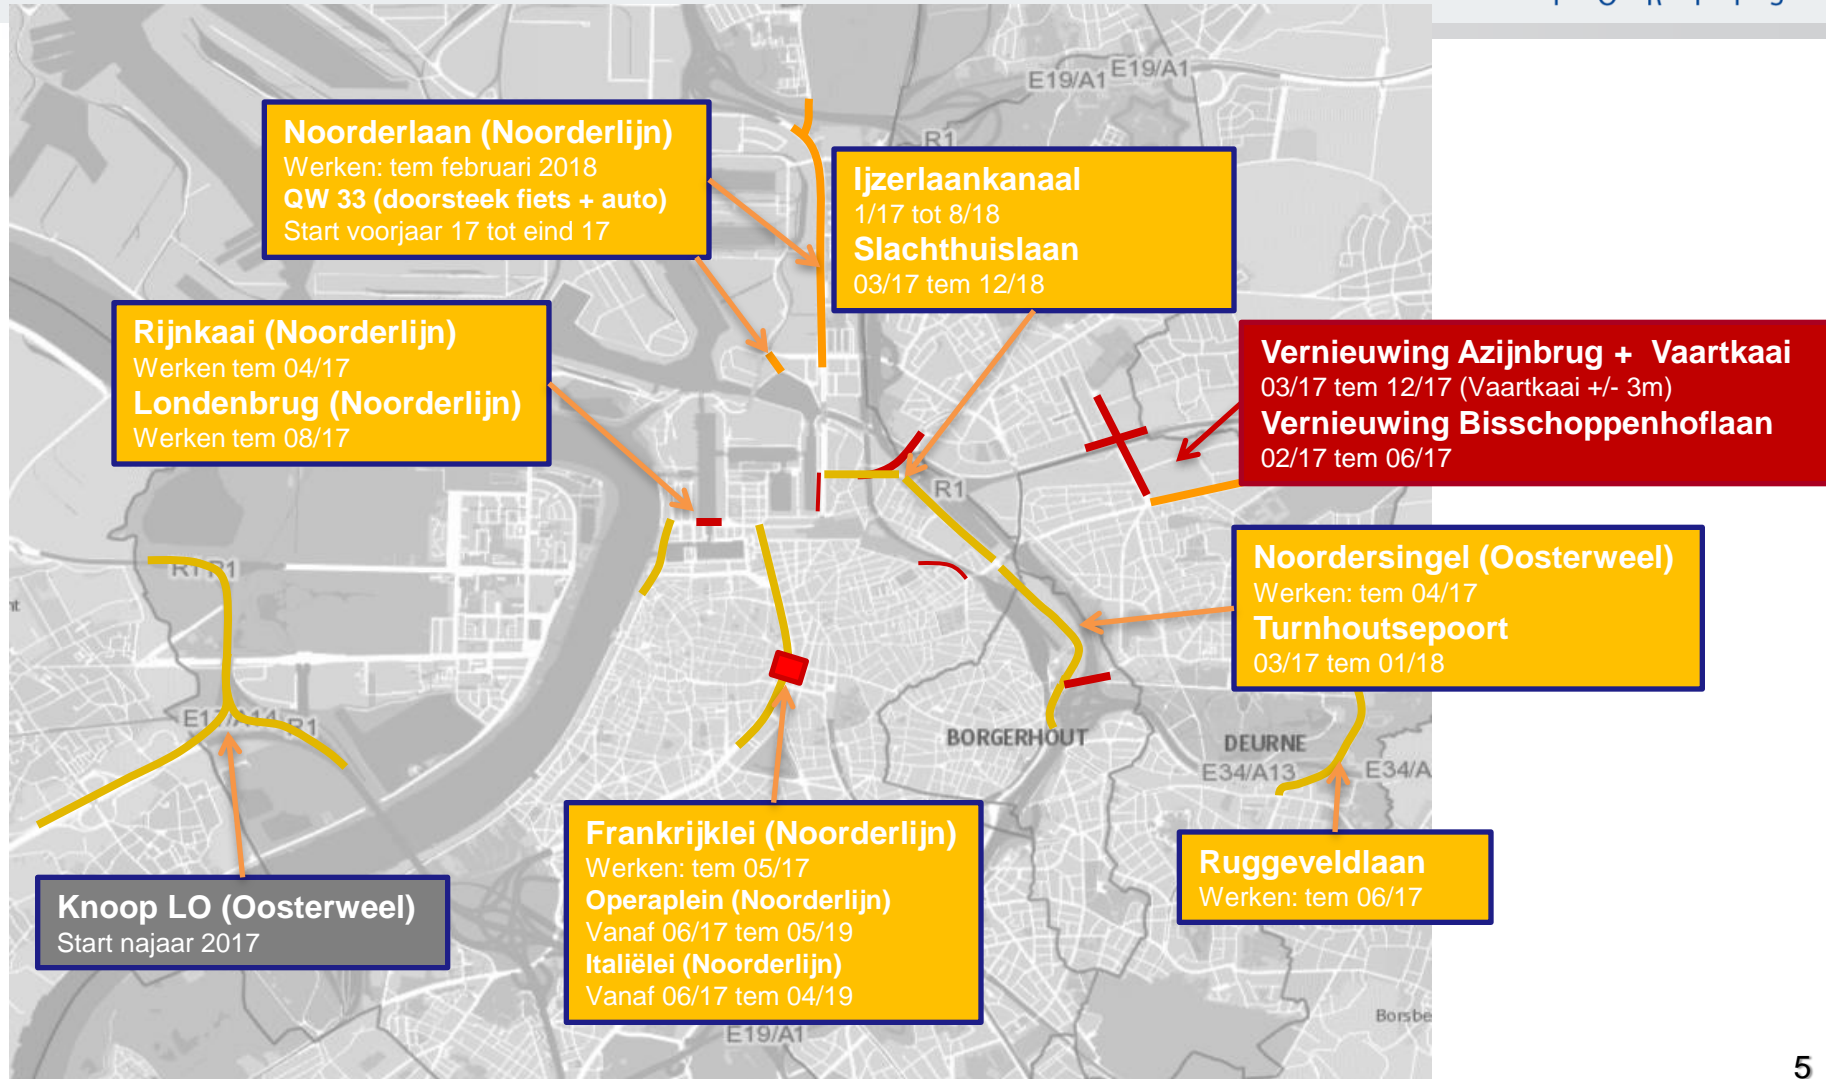 E19/A1
E19/A1
R1
Noorderlaan (Noorderlijn)
Werken: tem februari 2018
QW 33 (doorsteek fiets + auto)
Start voorjaar 17 tot eind 17
Ijzerlaankanaal
1/17 tot 8/18
Slachthuislaan
03/17 tem 12/18
Rijnkaai (Noorderlijn)
Werken tem 04/17
Londenbrug (Noorderlijn)
Werken tem 08/17
Vernieuwing Azijnbrug + Vaartkaai
03/17 tem 12/17 (Vaartkaai +/- 3m)
Vernieuwing Bisschoppenhoflaan
02/17 tem 06/17
R1
Noordersingel (Oosterweel)
Werken: tem 04/17
Turnhoutsepoort
03/17 tem 01/18
R1
R1
E17/A14
R1
BORGERHOUT
DEURNE
E34/A13
E34/A
Frankrijklei (Noorderlijn)
Werken: tem 05/17
Operaplein (Noorderlijn)
Vanaf 06/17 tem 05/19
Italiëlei (Noorderlijn)
Vanaf 06/17 tem 04/19
Ruggeveldlaan
Werken: tem 06/17
Knoop LO (Oosterweel)
Start najaar 2017
Borsbe
E19/A1
5